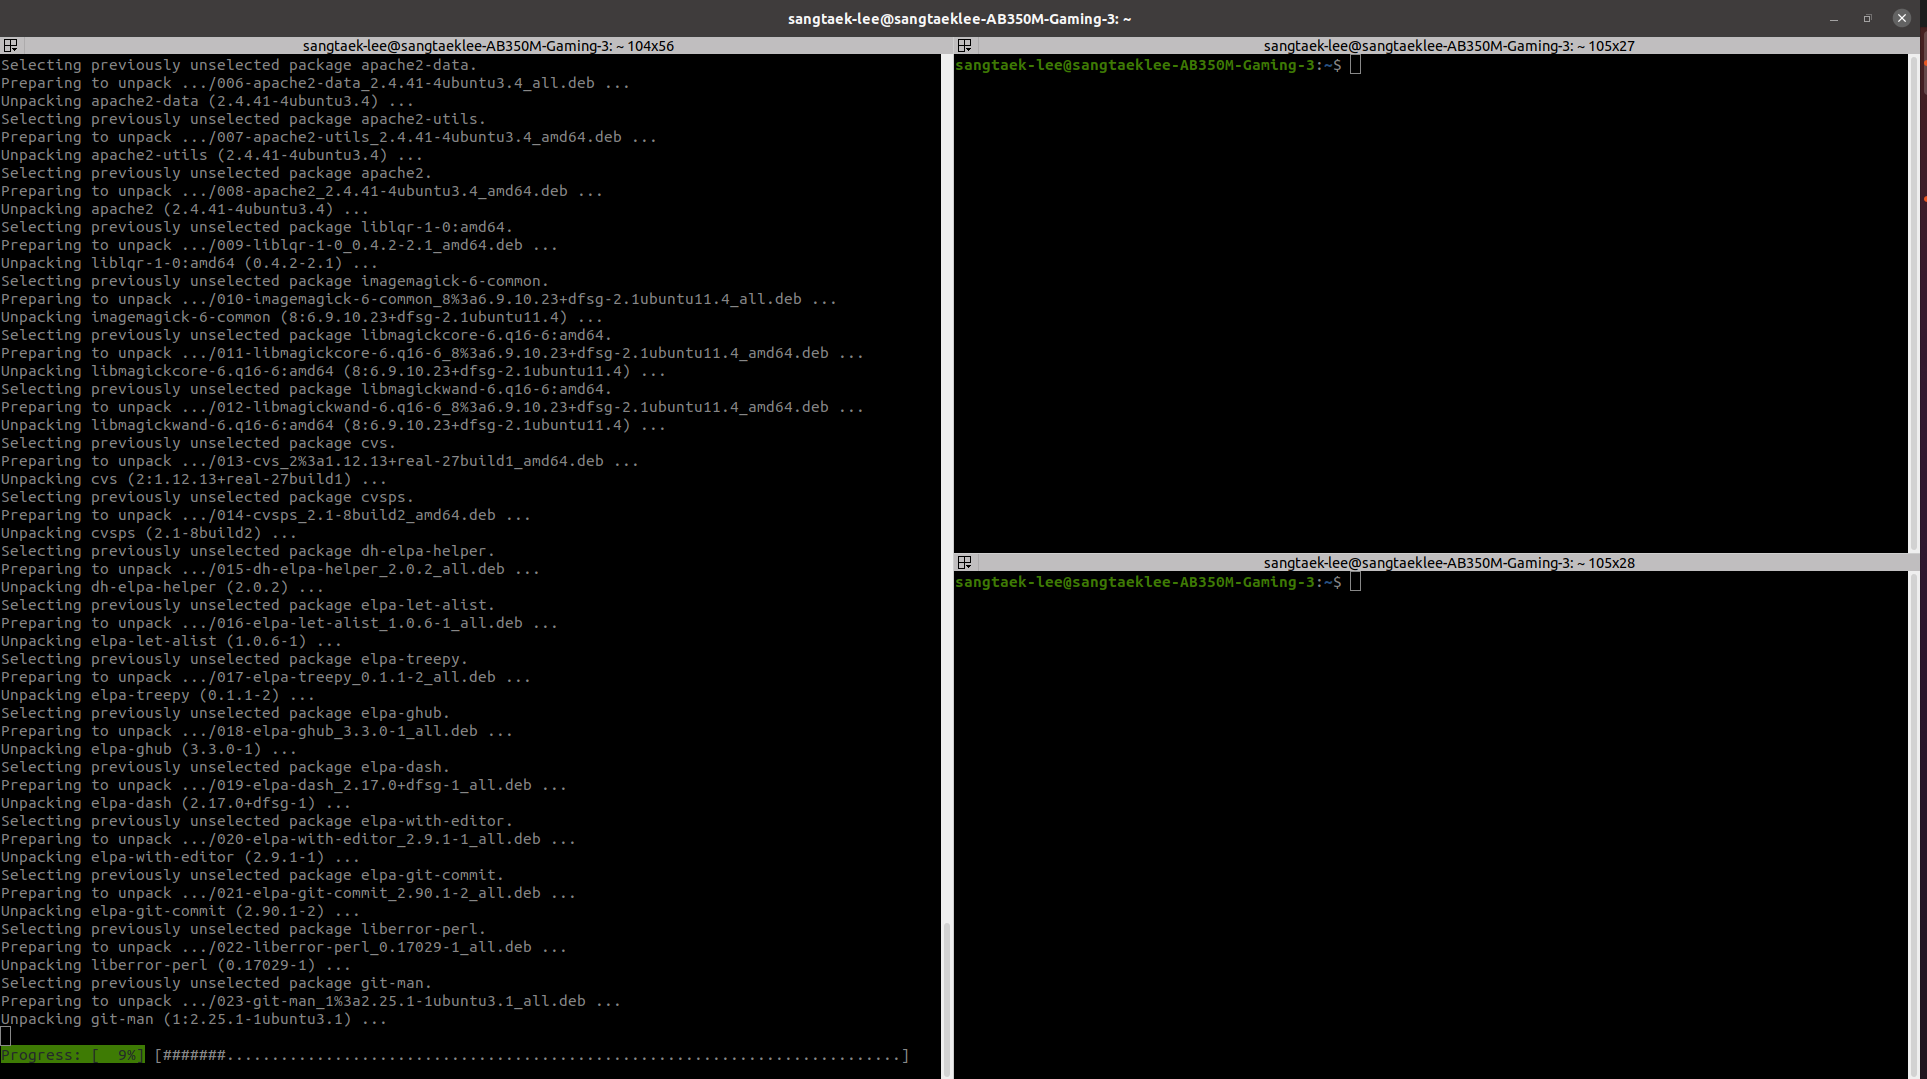 sangtaek-lee@sangtaeklee-AB350M-Gaming-3: ~
sangtaek-lee@sangtaeklee-AB350M-Gaming-3: ~ 104x56
Selecting previously unselected package apache2-data.
Preparing to unpack .../006-apache2-data_2.4.41-4ubuntu3.4_all.deb ...
Unpacking apache2-data (2.4.41-4ubuntu3.4) ...
Selecting previously unselected package apache2-utils.
Preparing to unpack .../007-apache2-utils_2.4.41-4ubuntu3.4_amd64.deb ...
Unpacking apache2-utils (2.4.41-4ubuntu3.4) ...
Selecting previously unselected package apache2.
Preparing to unpack .../008-apache2_2.4.41-4ubuntu3.4_amd64.deb ...
Unpacking apache2 (2.4.41-4ubuntu3.4) ...
Selecting previously unselected package liblqr-1-0:amd64.
Preparing to unpack .../009-liblqr-1-0_0.4.2-2.1_amd64.deb ...
Unpacking liblqr-1-0:amd64 (0.4.2-2.1) ...
Selecting previously unselected package imagemagick-6-common.
Preparing to unpack .../010-imagemagick-6-common_8%3a6.9.10.23+dfsg-2.1ubuntu11.4_all.deb ...
Unpacking imagemagick-6-common (8:6.9.10.23+dfsg-2.1ubuntu11.4) ...
Selecting previously unselected package libmagickcore-6.q16-6:amd64.
Preparing to unpack .../011-libmagickcore-6.q16-6_8%3a6.9.10.23+dfsg-2.1ubuntu11.4_amd64.deb ...
Unpacking libmagickcore-6.q16-6:amd64 (8:6.9.10.23+dfsg-2.1ubuntu11.4) ...
Selecting previously unselected package libmagickwand-6.q16-6:amd64.
Preparing to unpack .../012-libmagickwand-6.q16-6_8%3a6.9.10.23+dfsg-2.1ubuntu11.4_amd64.deb ...
Unpacking libmagickwand-6.q16-6:amd64 (8:6.9.10.23+dfsg-2.1ubuntu11.4) ...
Selecting previously unselected package cvs.
Preparing to unpack .../013-cvs_2%3a1.12.13+real-27build1_amd64.deb ...
Unpacking cvs (2:1.12.13+real-27build1) ...
Selecting previously unselected package cvsps.
Preparing to unpack .../014-cvsps_2.1-8build2_amd64.deb ...
Unpacking cvsps (2.1-8build2) ...
Selecting previously unselected package dh-elpa-helper.
Preparing to unpack .../015-dh-elpa-helper_2.0.2_all.deb ...
Unpacking dh-elpa-helper (2.0.2) ...
Selecting previously unselected package elpa-let-alist.
Preparing to unpack .../016-elpa-let-alist_1.0.6-1_all.deb ...
Unpacking elpa-let-alist (1.0.6-1) ...
Selecting previously unselected package elpa-treepy.
Preparing to unpack .../017-elpa-treepy_0.1.1-2_all.deb ...
Unpacking elpa-treepy (0.1.1-2) ...
Selecting previously unselected package elpa-ghub.
Preparing to unpack .../018-elpa-ghub_3.3.0-1_all.deb ...
Unpacking elpa-ghub (3.3.0-1) ...
Selecting previously unselected package elpa-dash.
Preparing to unpack .../019-elpa-dash_2.17.0+dfsg-1_all.deb ...
Unpacking elpa-dash (2.17.0+dfsg-1) ...
Selecting previously unselected package elpa-with-editor.
Preparing to unpack .../020-elpa-with-editor_2.9.1-1_all.deb ...
Unpacking elpa-with-editor (2.9.1-1) ...
Selecting previously unselected package elpa-git-commit.
Preparing to unpack .../021-elpa-git-commit_2.90.1-2_all.deb ...
Unpacking elpa-git-commit (2.90.1-2) ...
Selecting previously unselected package liberror-perl.
Preparing to unpack .../022-liberror-perl_0.17029-1_all.deb ...
Unpacking liberror-perl (0.17029-1) ...
Selecting previously unselected package git-man.
Preparing to unpack .../023-git-man_1%3a2.25.1-1ubuntu3.1_all.deb ...
Unpacking git-man (1:2.25.1-1ubuntu3.1) ...
Progress: [  9%] [#######...........................................................................]
sangtaek-lee@sangtaeklee-AB350M-Gaming-3: ~ 105x27
sangtaek-lee@sangtaeklee-AB350M-Gaming-3:~$
sangtaek-lee@sangtaeklee-AB350M-Gaming-3: ~ 105x28
sangtaek-lee@sangtaeklee-AB350M-Gaming-3:~$